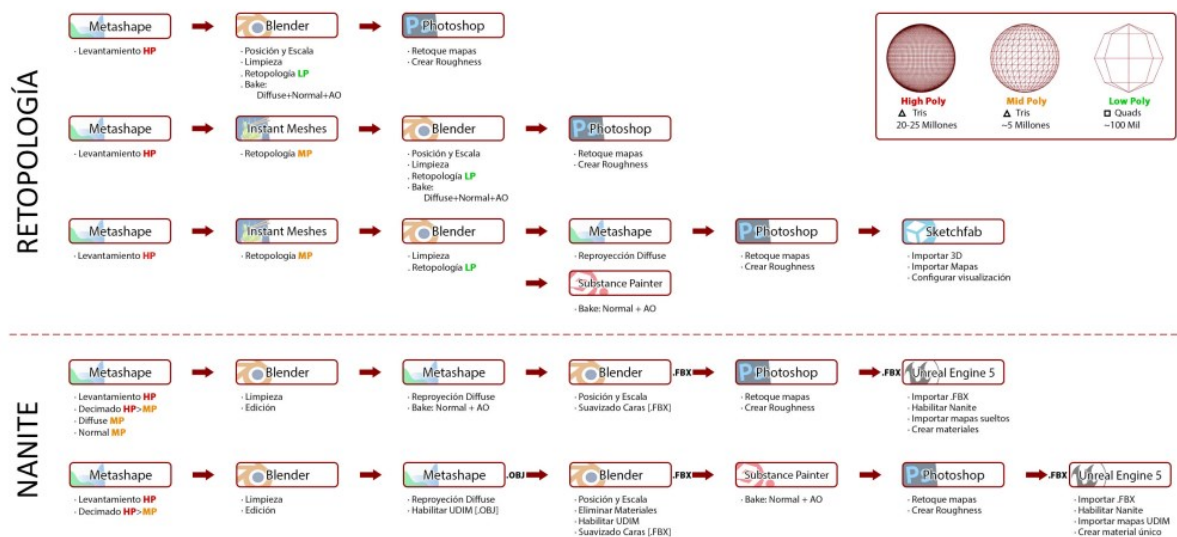 RETOPOLOGÍA
Metashape
· Levantamiento HP
Blender
· Posición y Escala
· Limpieza
. Retopología LP
· Bake:
Diffuse+Normal+AO
Photoshop
· Retoque mapas
· Crear Roughness
High Poly
Tris
20-25 Millones
Mid Poly
Tris
~5 Millones
Low Poly
Quads
~100 Mil
Metashape
· Levantamiento HP
Instant Meshes
· Retopología MP
Blender
· Posición y Escala
· Limpieza
. Retopología LP
· Bake:
Diffuse+Normal+AO
Photoshop
· Retoque mapas
· Crear Roughness
Metashape
· Levantamiento HP
Instant Meshes
· Retopología MP
Blender
· Limpieza
. Retopología LP
Metashape
· Reproyección Diffuse
Photoshop
· Retoque mapas
· Crear Roughness
Sketchfab
· Importar 3D
· Importar Mapas
· Configurar visualización
Substance Painter
· Bake: Normal + AO
NANITE
Metashape
· Levantamiento HP
· Decimado HP>MP
· Diffuse MP
· Normal MP
Blender
· Limpieza
· Edición
Metashape
· Reproyección Diffuse
· Bake: Normal + AO
Blender
· Posición y Escala
· Suavizado Caras [.FBX]
.FBX
Photoshop
· Retoque mapas
· Crear Roughness
.FBX
Unreal Engine 5
· Importar .FBX
· Habilitar Nanite
· Importar mapas sueltos
· Crear materiales
Metashape
· Levantamiento HP
· Decimado HP>MP
Blender
· Limpieza
· Edición
Metashape
· Reproyección Diffuse
· Habilitar UDIM [.OBJ]
.OBJ
Blender
· Posición y Escala
· Eliminar Materiales
· Habilitar UDIM
· Suavizado Caras [.FBX]
.FBX
Substance Painter
· Bake: Normal + AO
Photoshop
· Retoque mapas
· Crear Roughness
.FBX
Unreal Engine 5
· Importar .FBX
· Habilitar Nanite
· Importar mapas UDIM
· Crear material único